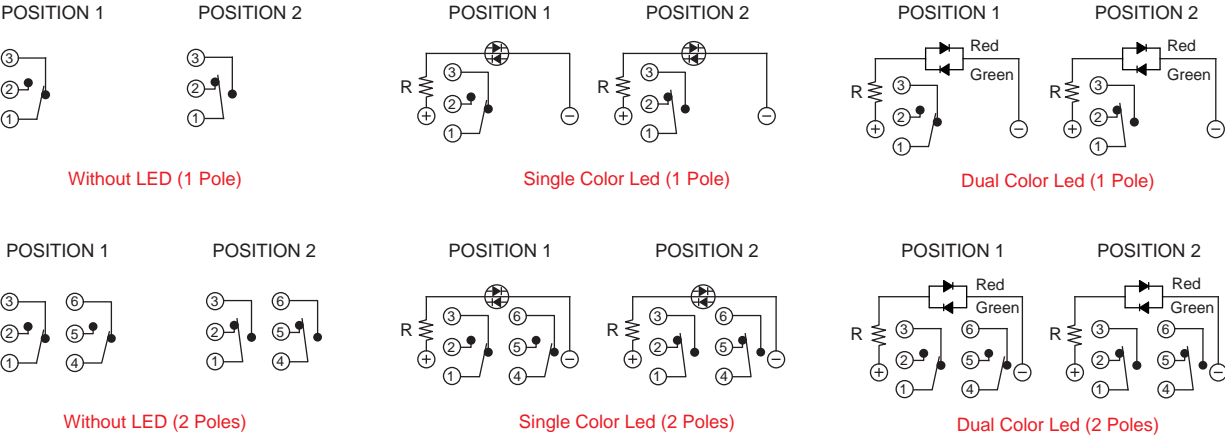 POSITION 1 POSITION 2 POSITION 1 POSITION 2 POSITION 1 POSITION 2
Red Red
3 3 3 3 Green Green
R R R 3 R 3
2 2 2 2 2 2
+ − + − + − + −
1 1 1 1 1 1
Without LED (1 Pole) Single Color Led (1 Pole) Dual Color Led (1 Pole)
POSITION 1 POSITION 2 POSITION 1 POSITION 2 POSITION 1 POSITION 2
Red Red
3 6 3 6 3 6 3 6 Green Green
R R R 3 6 R 3 6
2 5 2 5 2 5 2 5 2 5 2 5
+ − + − + − + −
1 4 1 4 1 4 1 4 1 4 1 4
Without LED (2 Poles) Single Color Led (2 Poles) Dual Color Led (2 Poles)